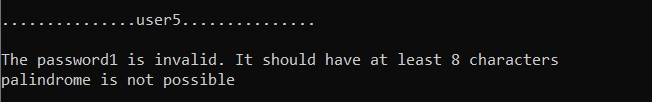 ...............user5...............
The password1 is invalid. It should have at least 8 characters
palindrome is not possible